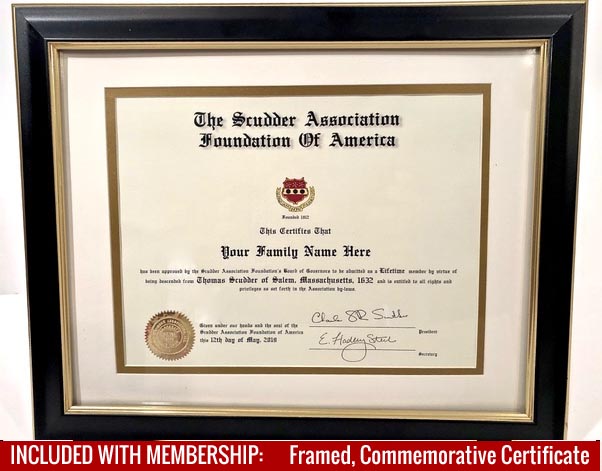 The Scudder Association
Foundation Of America
Founded 1912
This Certifies That
Your Family Name Here
has been approved by the Scudder Association Foundation's Board of Governors to be admitted as a Lifetime member by virtue of
being descended from Thomas Scudder of Salem, Massachusetts, 1632 and is entitled to all rights and
privileges as set forth in the Association by-laws.
Given under our hands and the seal of the
Scudder Association Foundation of America
this 12th day of May, 2018
President
E. Hadley Stuel
Secretary
INCLUDED WITH MEMBERSHIP: Framed, Commemorative Certificate